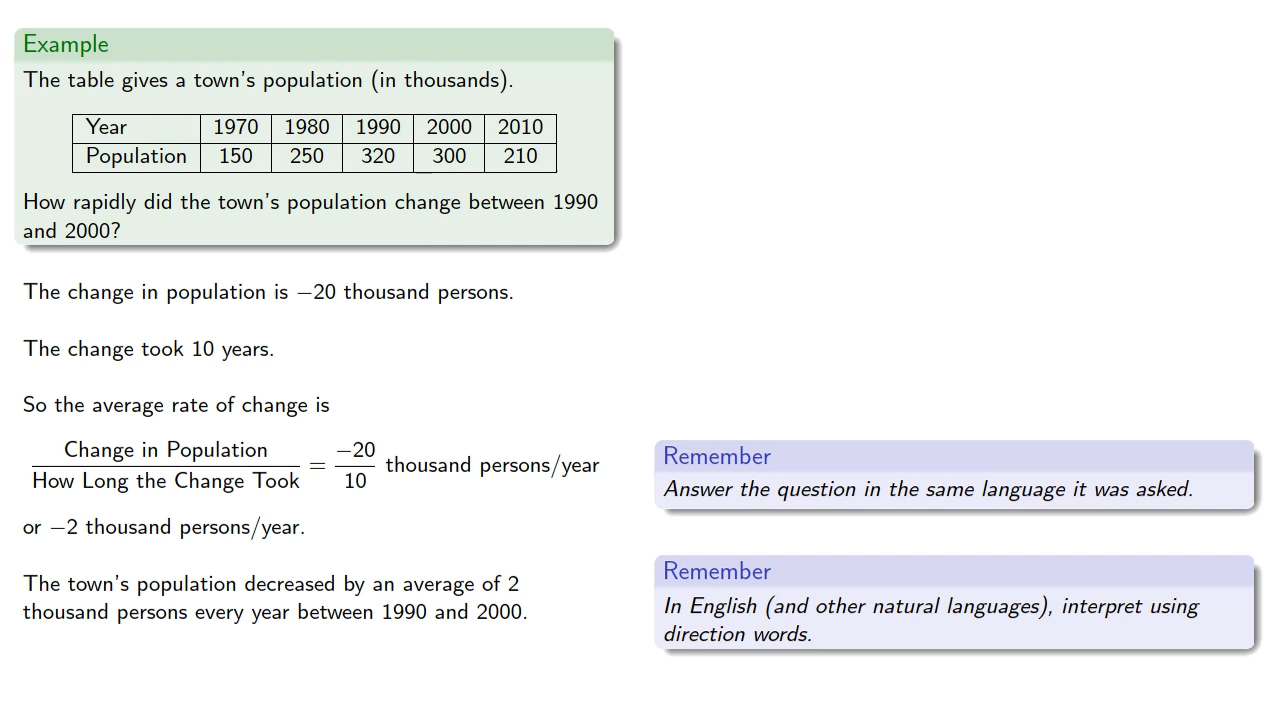 Example
The table gives a town's population (in thousands).
Year 1970 1980 1990 2000 2010
Population 150 250 320 300 210
How rapidly did the town's population change between 1990
and 2000?
The change in population is −20 thousand persons.
The change took 10 years.
So the average rate of change is
Change in Population
How Long the Change Took
= −20
10
thousand persons/year
or −2 thousand persons/year.
The town's population decreased by an average of 2
thousand persons every year between 1990 and 2000.
Remember
Answer the question in the same language it was asked.
Remember
In English (and other natural languages), interpret using
direction words.